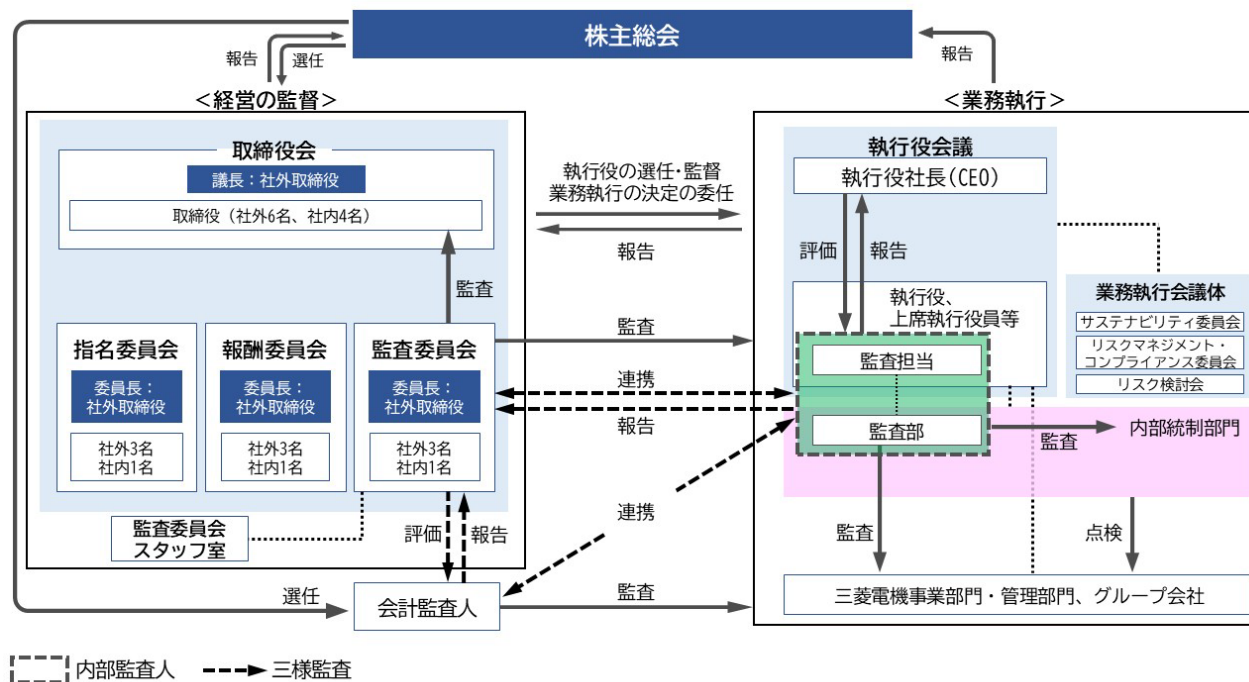 株主総会
報告
選任
報告
＜経営の監督＞
＜業務執行＞
取締役会
議長：社外取締役
取締役（社外6名、社内4名）
監査
指名委員会
委員長：
社外取締役
社外3名
社内1名
報酬委員会
委員長：
社外取締役
社外3名
社内1名
監査委員会
委員長：
社外取締役
社外3名
社内1名
監査委員会
スタッフ室
評価
報告
選任
会計監査人
執行役の選任・監督
業務執行の決定の委任
報告
監査
連携
報告
連携
監査
執行役会議
執行役社長（CEO）
評価
報告
執行役、
上席執行役員等
監査担当
監査部
業務執行会議体
サステナビリティ委員会
リスクマネジメント・
コンプライアンス委員会
リスク検討会
監査
内部統制部門
監査
点検
三菱電機事業部門・管理部門、グループ会社
内部監査人
三様監査